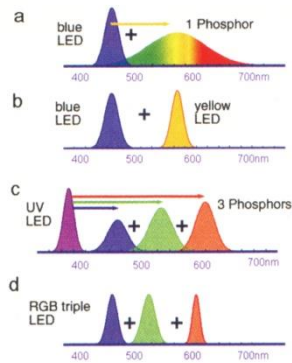 a
blue LED + 1 Phosphor
400 500 600 700nm
b
blue LED + yellow LED
400 500 600 700nm
c
UV LED + + 3 Phosphors
400 500 600 700nm
d
RGB triple LED + +
400 500 600 700nm